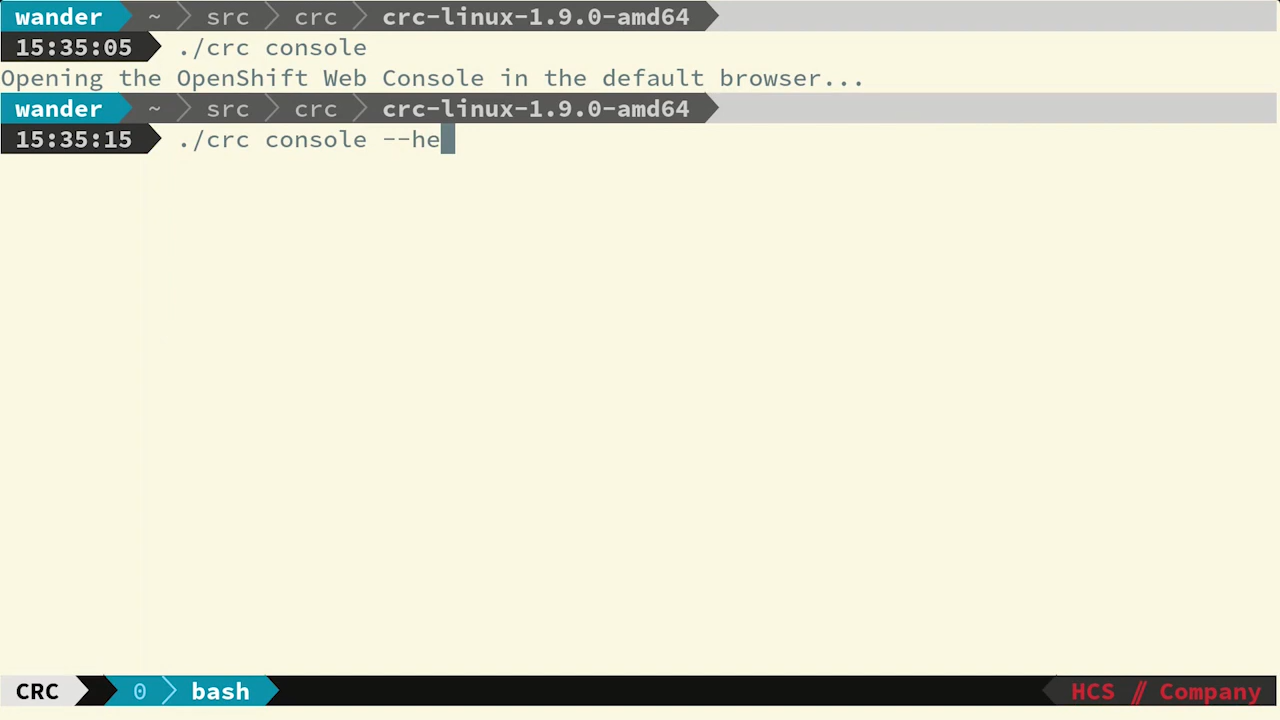 wander ~ src crc crc-linux-1.9.0-amd64
15:35:05 ./crc console
Opening the OpenShift Web Console in the default browser...
wander ~ src crc crc-linux-1.9.0-amd64
15:35:15 ./crc console --he
CRC 0 bash HCS // Company